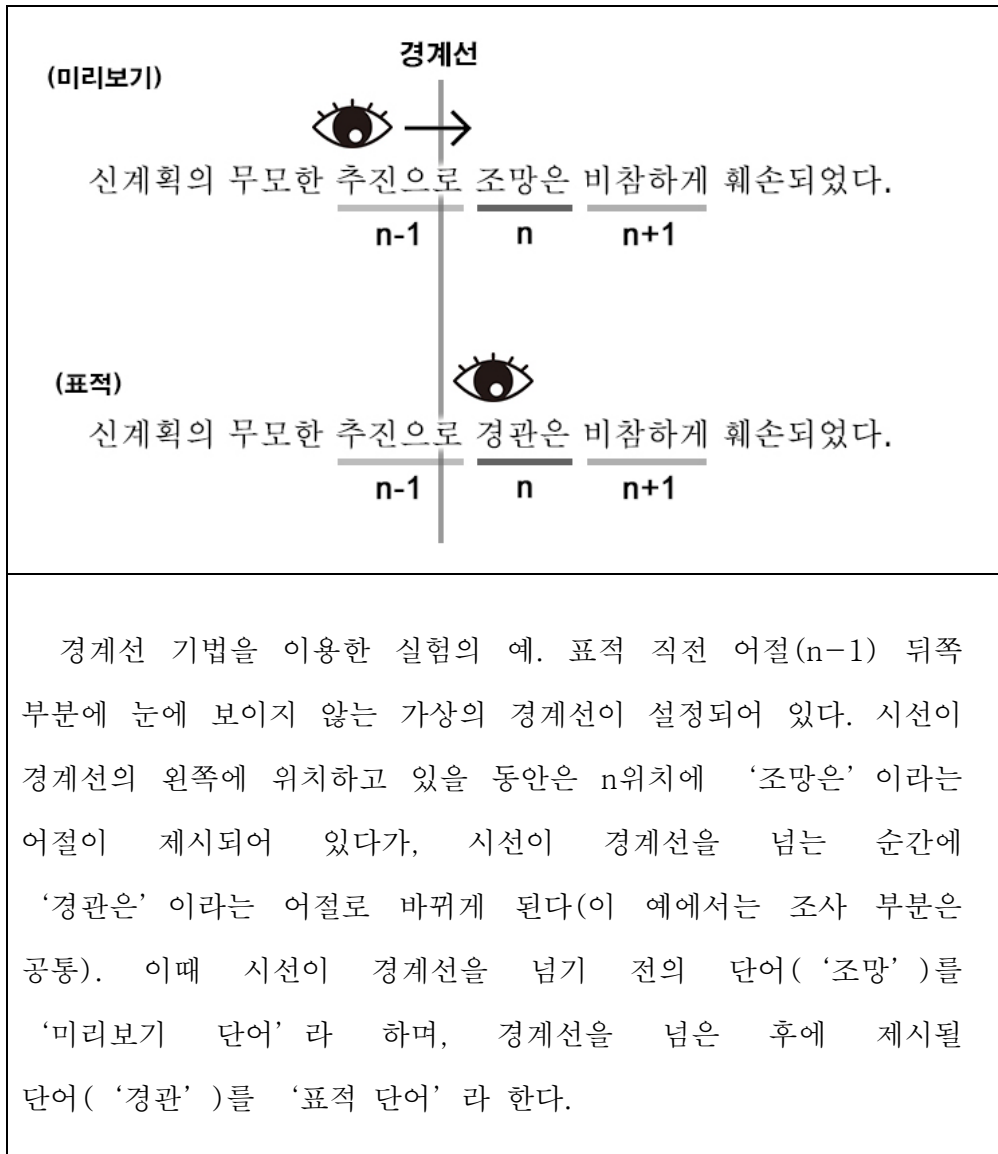 경계선
(미리보기)
신계획의 무모한 추진으로 조망은 비참하게 훼손되었다.
n-1 n n+1
(표적)
신계획의 무모한 추진으로 경관은 비참하게 훼손되었다.
n-1 n n+1
경계선 기법을 이용한 실험의 예. 표적 직전 어절(n-1) 뒤쪽
부분에 눈에 보이지 않는 가상의 경계선이 설정되어 있다. 시선이
경계선의 왼쪽에 위치하고 있을 동안은 n위치에 ‘조망은’이라는
어절이 제시되어 있다가, 시선이 경계선을 넘는 순간에
‘경관은’이라는 어절로 바뀌게 된다(이 예에서는 조사 부분은
공통). 이때 시선이 경계선을 넘기 전의 단어(‘조망’)를
‘미리보기 단어’라 하며, 경계선을 넘은 후에 제시될
단어(‘경관’)를 ‘표적 단어’라 한다.